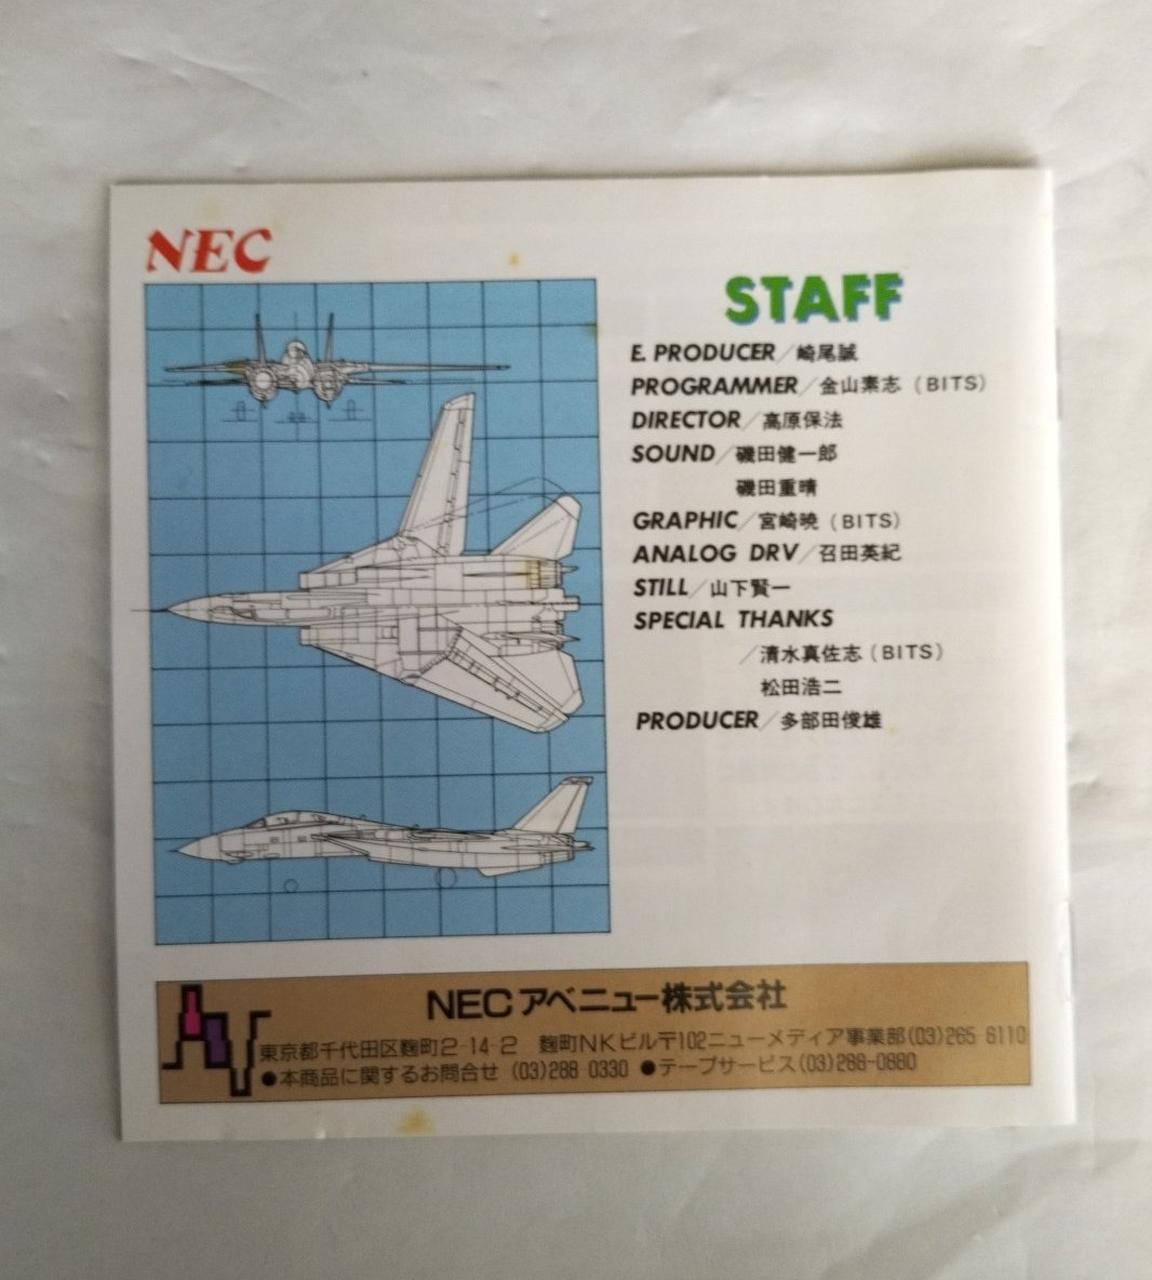 NEC
STAFF
E. PRODUCER／崎尾誠
PROGRAMMER／金山素志（BITS）
DIRECTOR／高原保法
SOUND／磯田健一郎
磯田重晴
GRAPHIC／宮崎暁（BITS）
ANALOG DRV／召田英紀
STILL／山下賢一
SPECIAL THANKS
／清水真佐志（BITS）
松田浩二
PRODUCER／多部田俊雄
NECアベニュー株式会社
東京都千代田区麹町2-14-2 麹町NKビル〒102ニューメディア事業部(03)265-6110
●本商品に関するお問合せ (03)288-0330 ●テープサービス(03)288-0880